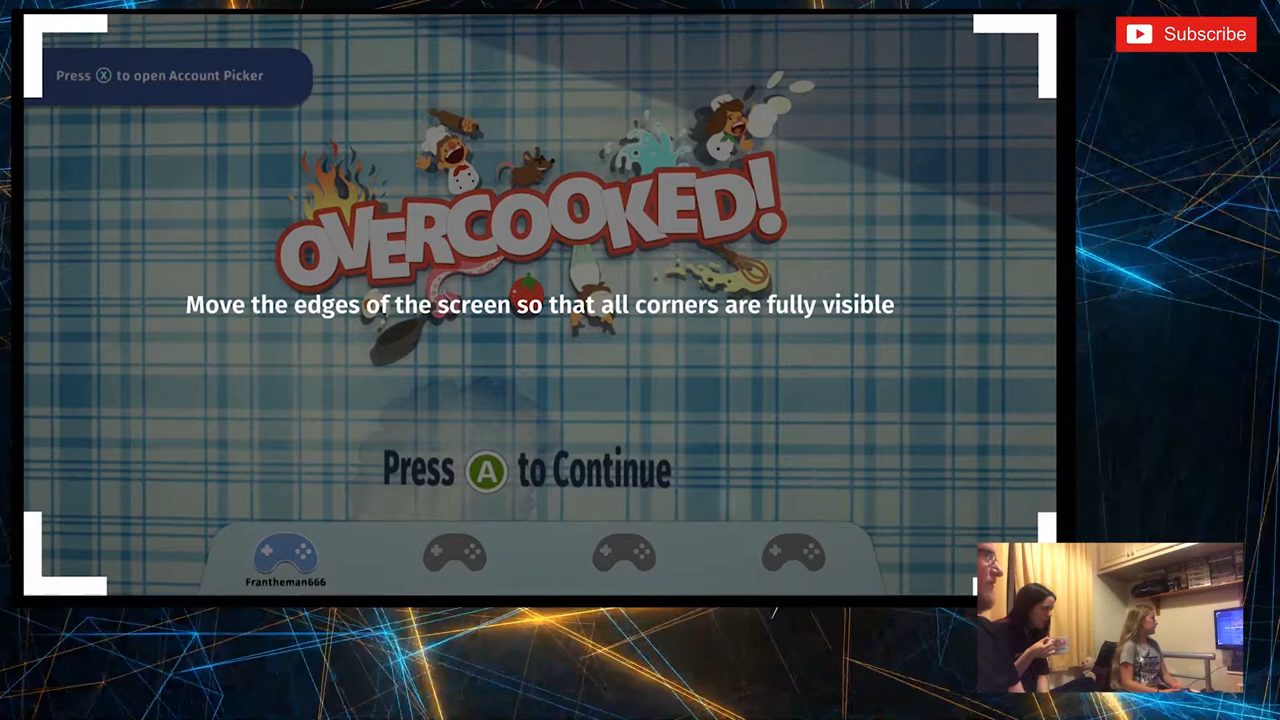 Subscribe
Press X to open Account Picker
OVERCOOKED!
Move the edges of the screen so that all corners are fully visible
Press A to Continue
Frantheman666